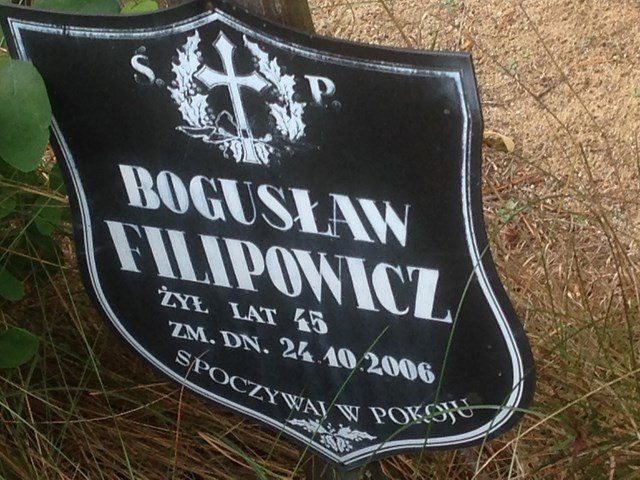 Ś. P.
BOGUSŁAW
FILIPOWICZ
ŻYŁ LAT 45
ZM. DN. 24.10.2006
SPOCZYWAJ W POKOJU